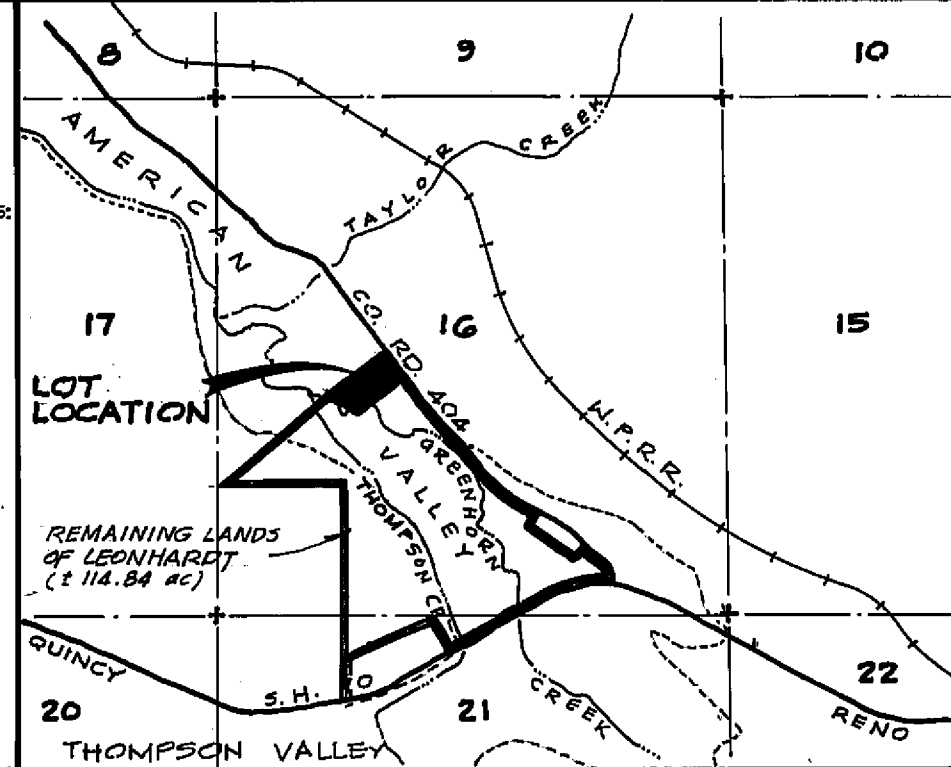 8
9
10
S:
AMERICAN
TAYLOR CREEK
17
16
15
CO. RD. 404
LOT
LOCATION
W.P.R.R.
VALLEY
GREENHORN
THOMPSON CR
REMAINING LANDS
OF LEONHARDT
(± 114.84 ac)
QUINCY
S.H.
CREEK
22
RENO
20
21
THOMPSON VALLEY